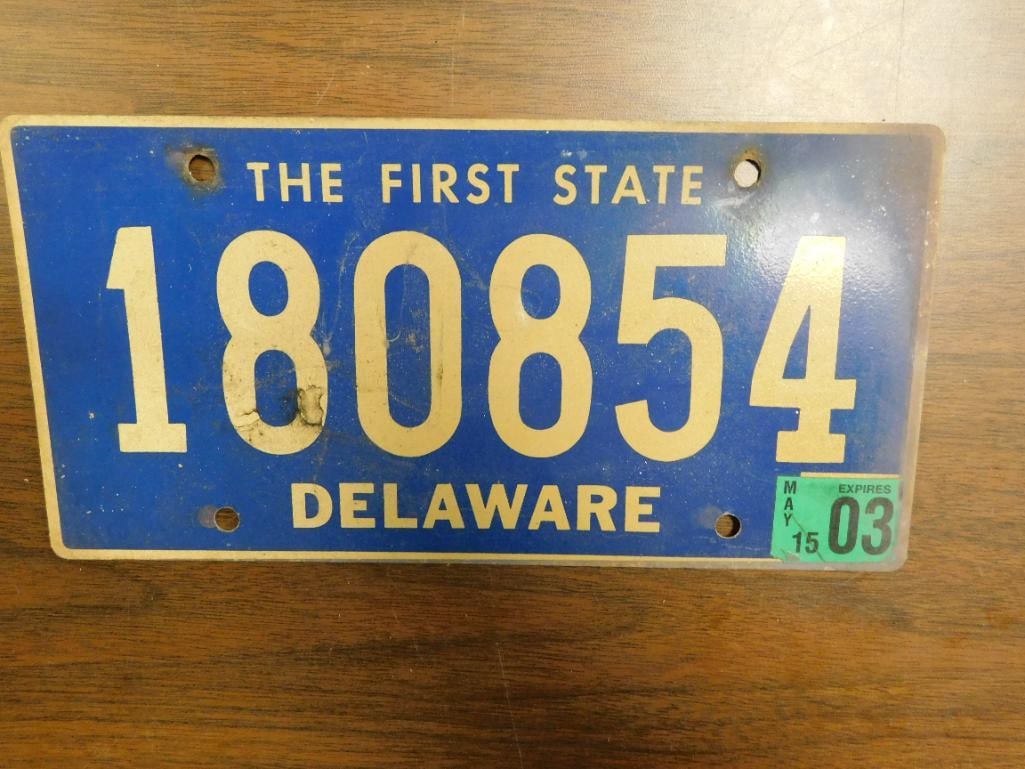 THE FIRST STATE
180854
DELAWARE
MAY EXPIRES
15 03